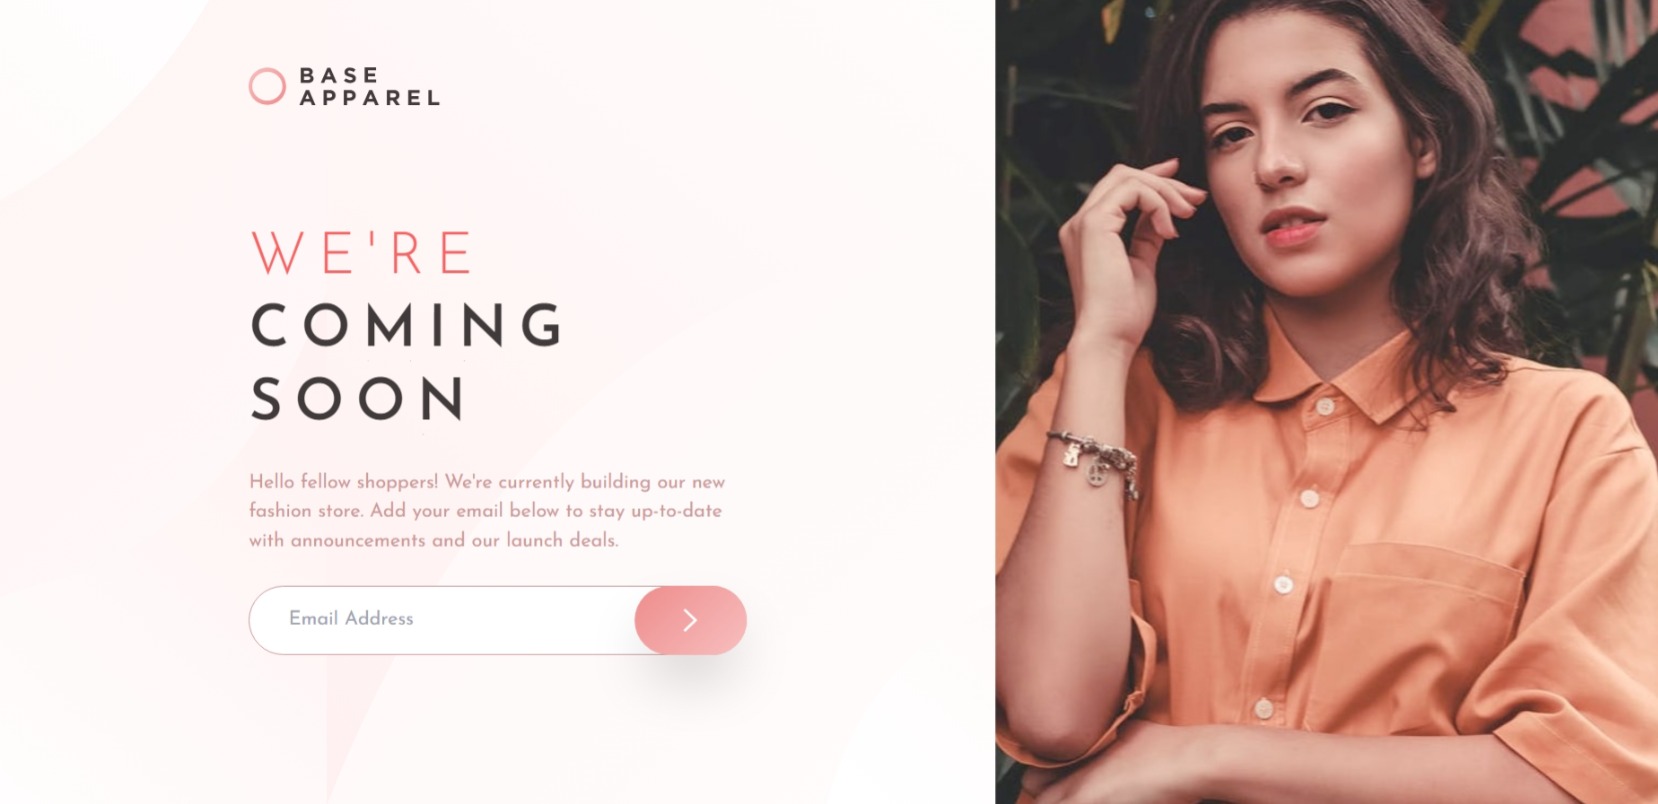 BASE
APPAREL
WE'RE
COMING
SOON
Hello fellow shoppers! We're currently building our new
fashion store. Add your email below to stay up-to-date
with announcements and our launch deals.
Email Address